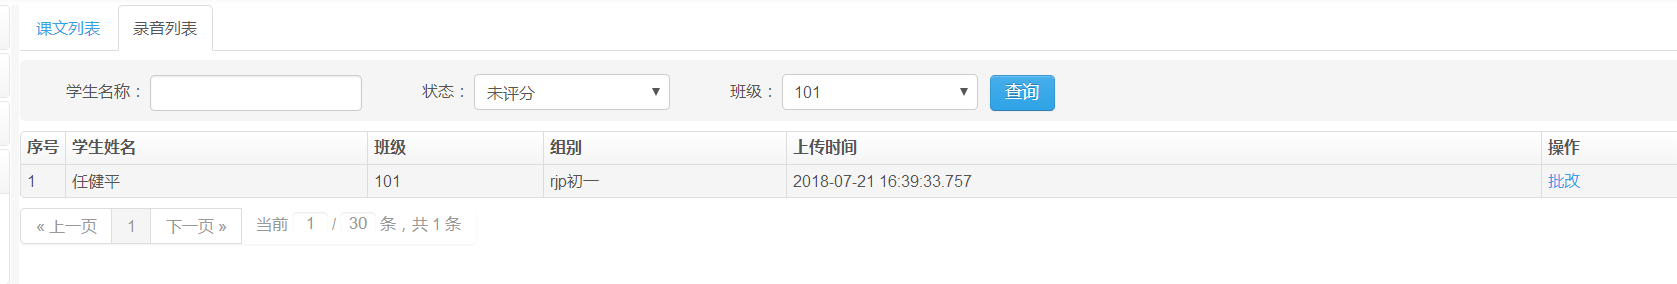 课文列表 录音列表
学生名称： 状态： 未评分 班级： 101 查询
序号 学生姓名 班级 组别 上传时间 操作
1 任健平 101 rjp初一 2018-07-21 16:39:33.757 批改
« 上一页 1 下一页 » 当前 1 / 30 条，共 1 条